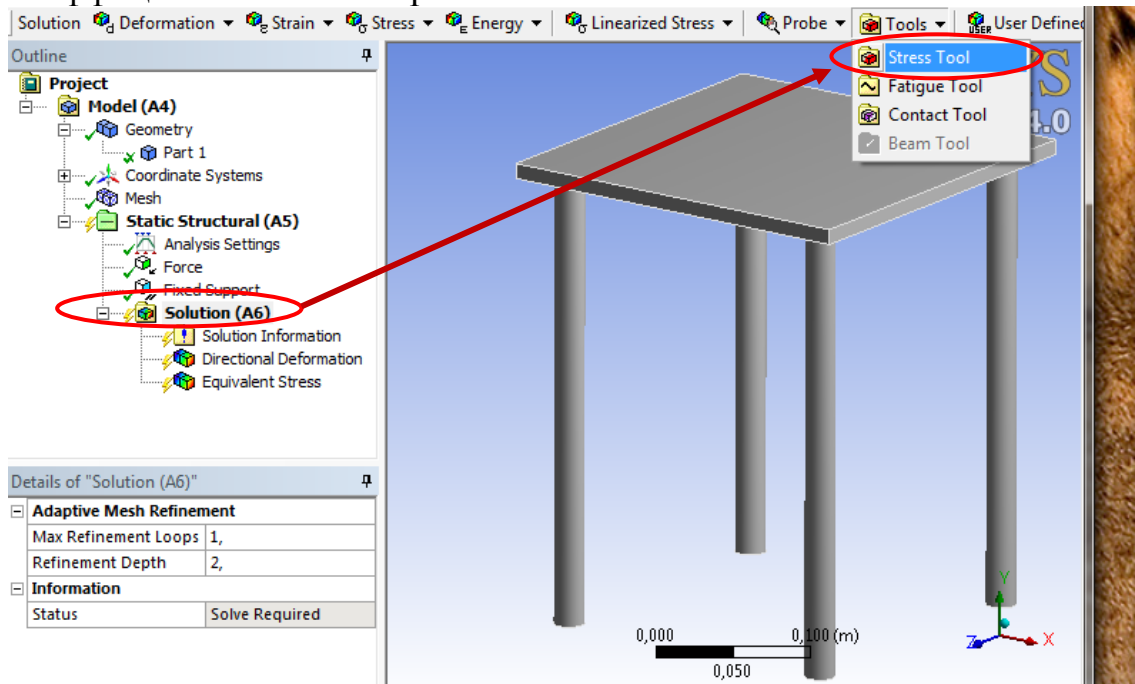 Solution Deformation Strain Stress Energy Linearized Stress Probe Tools User Defined
Outline
Project
Model (A4)
Geometry
Part 1
Coordinate Systems
Mesh
Static Structural (A5)
Analysis Settings
Force
Fixed Support
Solution (A6)
Solution Information
Directional Deformation
Equivalent Stress
Details of "Solution (A6)"
Adaptive Mesh Refinement
Max Refinement Loops 1,
Refinement Depth 2,
Information
Status Solve Required
Stress Tool
Fatigue Tool
Contact Tool
Beam Tool
YS
4.0
0,000 0,100 (m)
0,050
Y
Z X